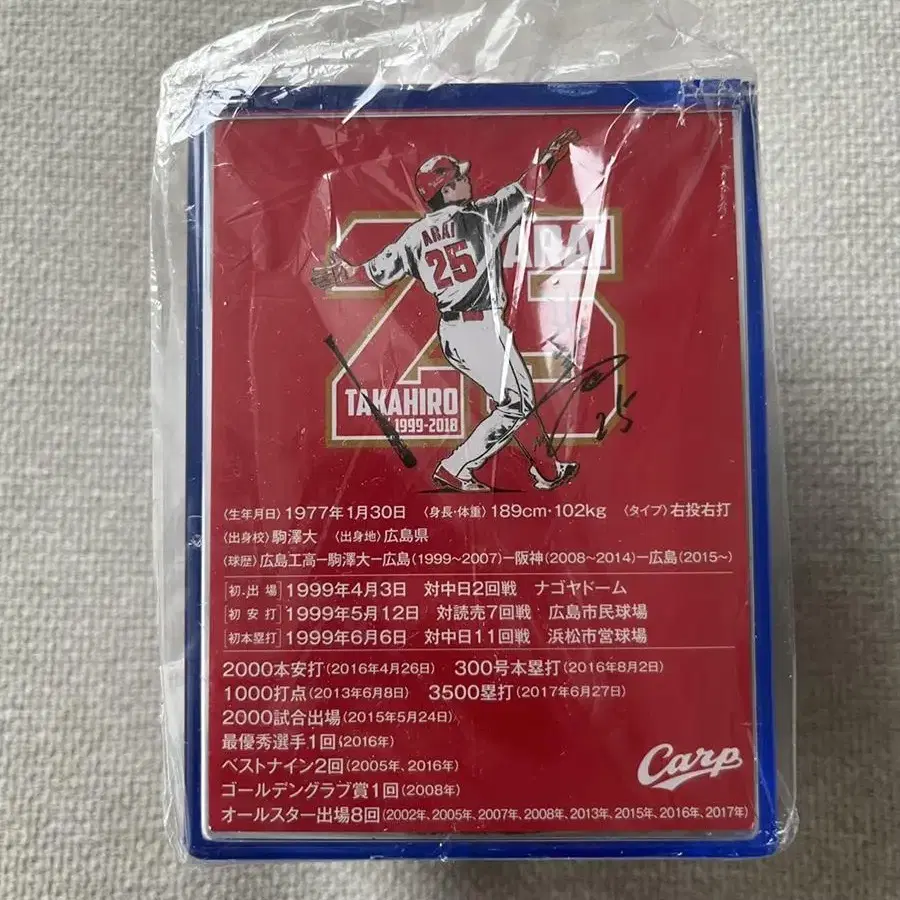 ARAI
25
ARAI
25
TAKAHIRO
1999-2018
25
〈生年月日〉1977年1月30日 〈身長・体重〉189cm・102kg 〈タイプ〉右投右打
〈出身校〉駒澤大 〈出身地〉広島県
〈球歴〉広島工高ー駒澤大ー広島(1999〜2007)ー阪神(2008〜2014)ー広島(2015〜)
初出場 1999年4月3日 対中日2回戦 ナゴヤドーム
初安打 1999年5月12日 対読売7回戦 広島市民球場
初本塁打 1999年6月6日 対中日11回戦 浜松市営球場
2000本安打(2016年4月26日) 300号本塁打(2016年8月2日)
1000打点(2013年6月8日) 3500塁打(2017年6月27日)
2000試合出場(2015年5月24日)
最優秀選手1回(2016年)
ベストナイン2回(2005年、2016年)
ゴールデングラブ賞1回(2008年)
オールスター出場8回(2002年、2005年、2007年、2008年、2013年、2015年、2016年、2017年)
Carp